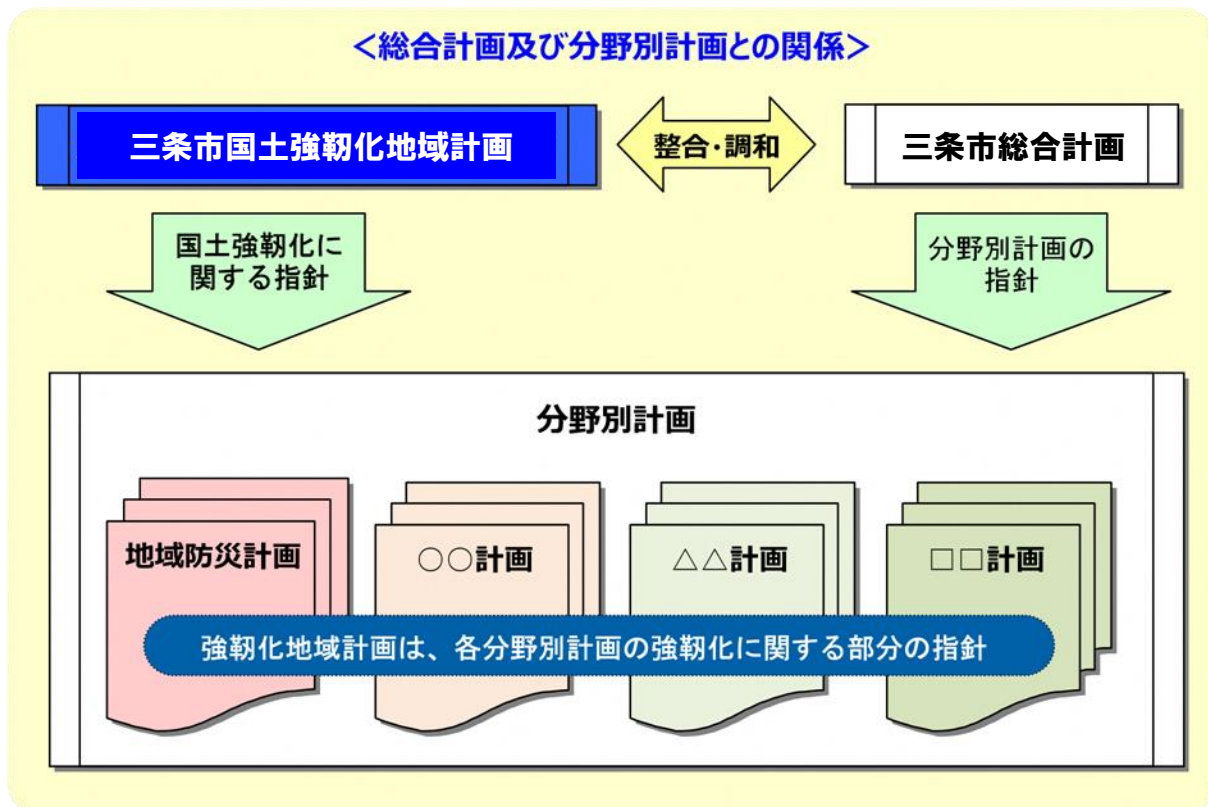 ＜総合計画及び分野別計画との関係＞
三条市国土強靭化地域計画
整合・調和
三条市総合計画
国土強靭化に
関する指針
分野別計画の
指針
分野別計画
地域防災計画
○○計画
△△計画
□□計画
強靭化地域計画は、各分野別計画の強靭化に関する部分の指針